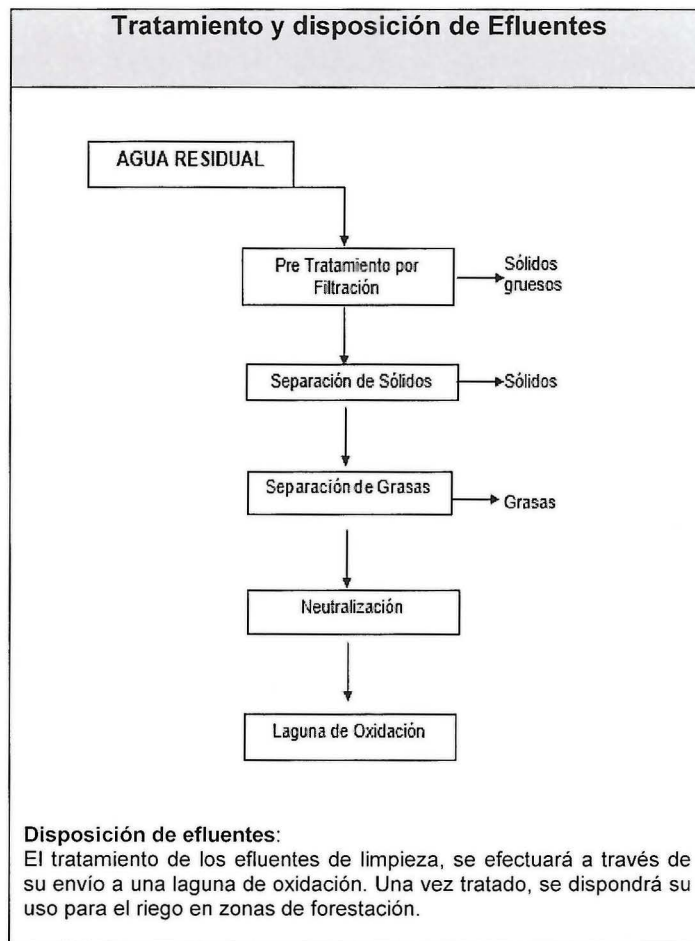 Tratamiento y disposición de Efluentes
AGUA RESIDUAL
Pre Tratamiento por
Filtración
Sólidos
gruesos
Separación de Sólidos
Sólidos
Separación de Grasas
Grasas
Neutralización
Laguna de Oxidación
Disposición de efluentes:
El tratamiento de los efluentes de limpieza, se efectuará a través de
su envío a una laguna de oxidación. Una vez tratado, se dispondrá su
uso para el riego en zonas de forestación.